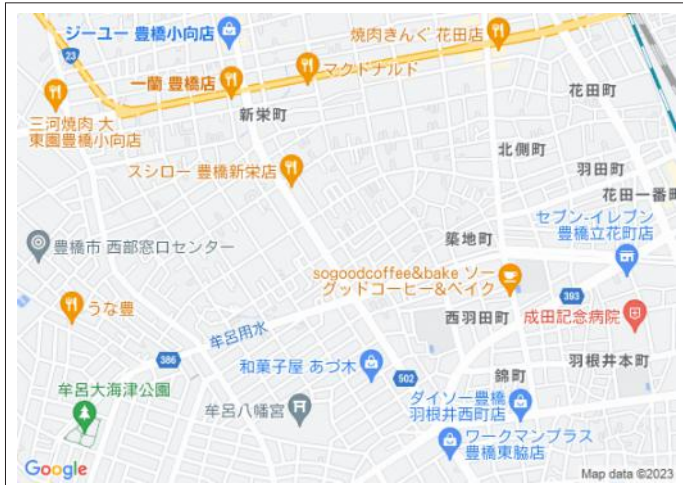 ジーユー 豊橋小向店
焼肉きんぐ 花田店
23
一蘭 豊橋店
マクドナルド
花田町
新栄町
三河焼肉 大
東園豊橋小向店
北側町
羽田町
スシロー 豊橋新栄店
花田一番町
セブン-イレブン
豊橋立花町店
築地町
豊橋市 西部窓口センター
sogoodcoffee&bake ソー
グッドコーヒー&ベイク
393
うな豊
西羽田町
成田記念病院
牟呂用水
386
和菓子屋 あづ木
羽根井本町
502
錦町
牟呂大海津公園
牟呂八幡宮
ダイソー豊橋
羽根井西町店
ワークマンプラス
豊橋東脇店
Google
Map data ©2023